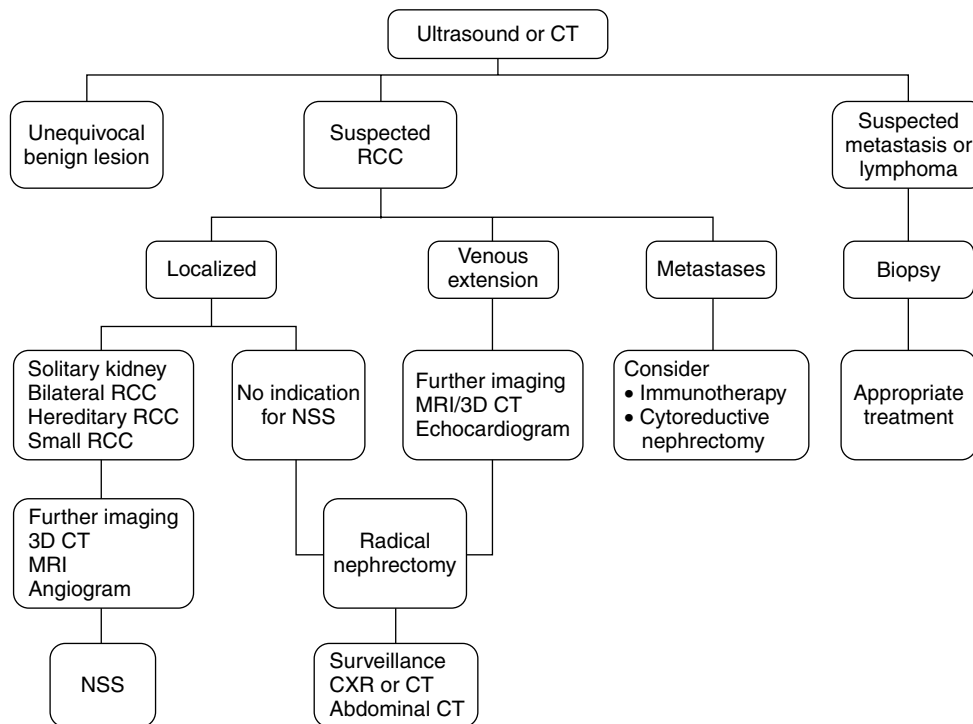 Ultrasound or CT
Unequivocal
benign lesion
Suspected
RCC
Suspected
metastasis or
lymphoma
Localized
Venous
extension
Metastases
Biopsy
Solitary kidney
Bilateral RCC
Hereditary RCC
Small RCC
No indication
for NSS
Further imaging
MRI/3D CT
Echocardiogram
Consider
• Immunotherapy
• Cytoreductive
nephrectomy
Appropriate
treatment
Further imaging
3D CT
MRI
Angiogram
Radical
nephrectomy
NSS
Surveillance
CXR or CT
Abdominal CT